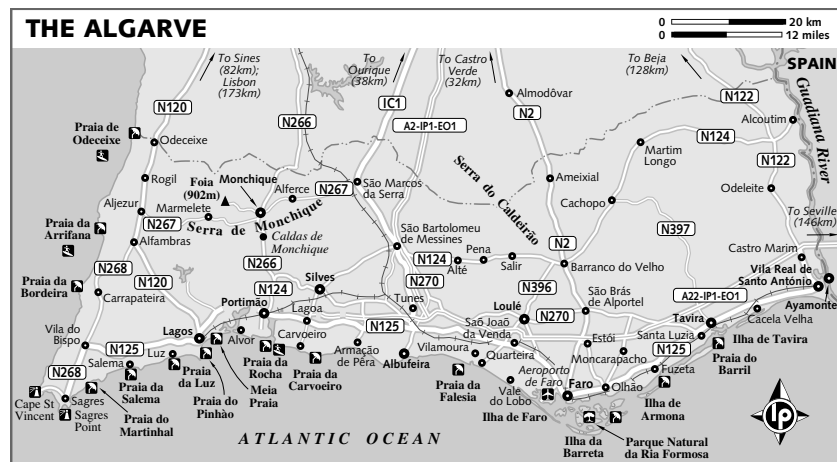 THE ALGARVE
0 20 km
0 12 miles
To Sines
(82km);
Lisbon
(173km)
To
Ourique
(38km)
To Castro
Verde
(32km)
To Beja
(128km)
SPAIN
Guadiana River
N120
N266
IC1
A2-IP1-EO1
N2
Almodôvar
N122
Alcoutim
N124
Praia de
Odeceixe
Odeceixe
Martim
Longo
N122
Rogil
Foia
(902m)
Monchique
Alferce
N267
São Marcos
da Serra
Serra do Caldeirão
Ameixial
Cachopo
Odeleite
Aljezur
Marmelete
N267
Serra de Monchique
To Seville
(146km)
Praia da
Arrifana
Alfambras
Caldas de
Monchique
São Bartolomeu
de Messines
N397
N2
Castro Marim
N268
N120
N266
N124
Alté
Pena
Salir
Barranco do Velho
Vila Real de
Santo António
Praia da
Bordeira
Carrapateira
Silves
N270
N396
Portimão
N124
Lagoa
Tunes
Loulé
São Brás
de Alportel
A22-IP1-EO1
Ayamonte
Cacela Velha
Vila do
Bispo
Lagos
Alvor
Carvoeiro
N125
Saõ Joaõ
da Venda
N270
Tavira
Santa Luzia
Ilha de Tavira
N125
Luz
Salema
Armação
de Pêra
Albufeira
Vilamoura
Quarteira
Estói
Moncarapacho
N125
Praia do
Barril
N268
Sagres
Praia da
Salema
Praia
da Luz
Praia do
Pinhão
Meia
Praia
Praia
da Rocha
Praia da
Carvoeiro
Praia da
Falesia
Vale
do Lobo
Aeroporto
de Faro
Faro
Olhão
Fuzeta
Cape St
Vincent
Sagres
Point
Praia do
Martinhal
Ilha de Faro
Ilha de
Armona
ATLANTIC OCEAN
Ilha da
Barreta
Parque Natural
da Ria Formosa
lp